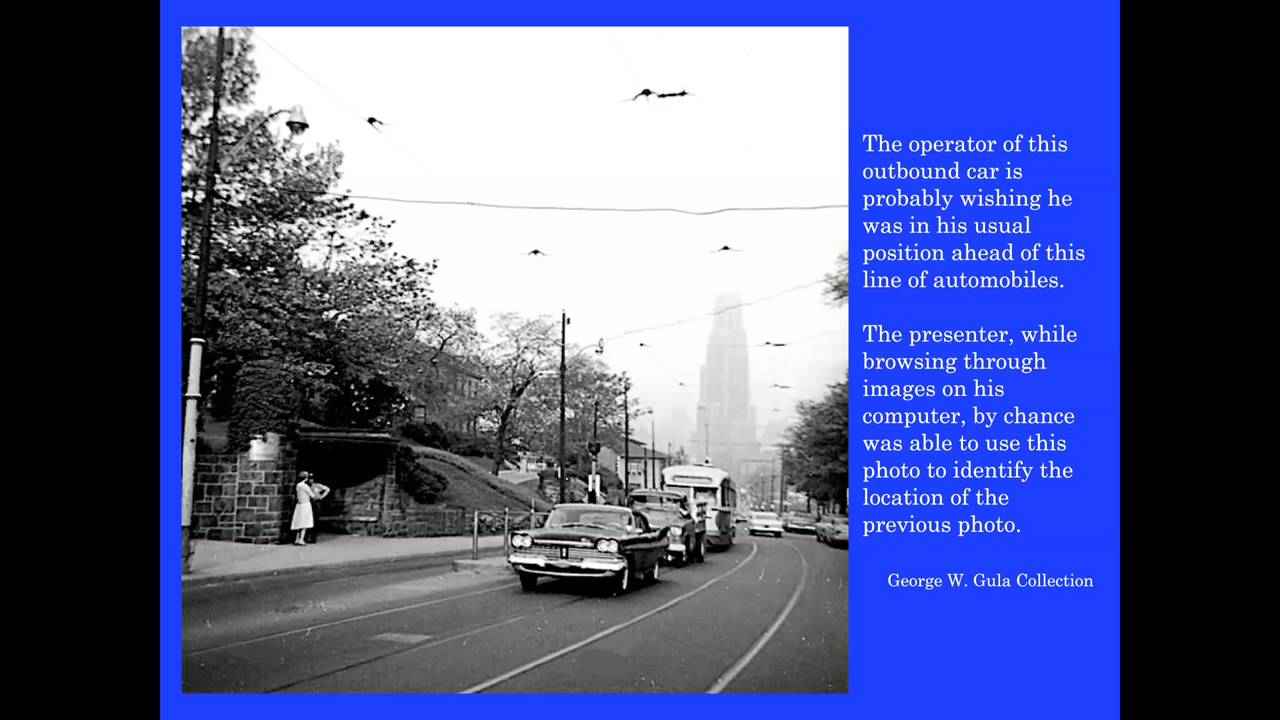 The operator of this
outbound car is
probably wishing he
was in his usual
position ahead of this
line of automobiles.
The presenter, while
browsing through
images on his
computer, by chance
was able to use this
photo to identify the
location of the
previous photo.
George W. Gula Collection